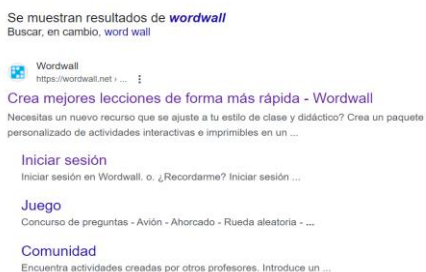 Se muestran resultados de wordwall
Buscar, en cambio, word wall
Wordwall
https://wordwall.net › ...
Crea mejores lecciones de forma más rápida - Wordwall
Necesitas un nuevo recurso que se ajuste a tu estilo de clase y didáctico? Crea un paquete
personalizado de actividades interactivas e imprimibles en un ...
Iniciar sesión
Iniciar sesión en Wordwall. o. ¿Recordarme? Iniciar sesión ...
Juego
Concurso de preguntas - Avión - Ahorcado - Rueda aleatoria - ...
Comunidad
Encuentra actividades creadas por otros profesores. Introduce un ...